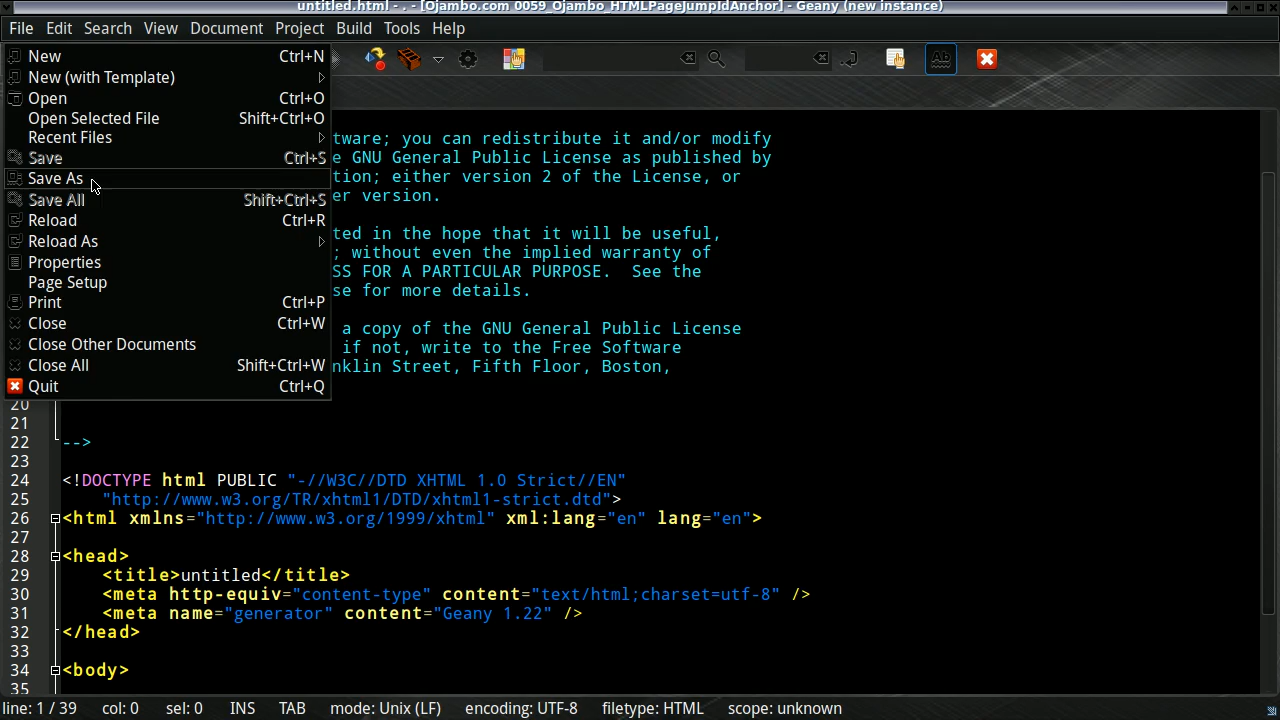 untitled.html - . - [Ojambo.com 0059_Ojambo_HTMLPageJumpIdAnchor] - Geany (new instance)
File Edit Search View Document Project Build Tools Help
New Ctrl+N
New (with Template)
Open Ctrl+O
Open Selected File Shift+Ctrl+O
Recent Files
Save Ctrl+S
Save As
Save All Shift+Ctrl+S
Reload Ctrl+R
Reload As
Properties
Page Setup
Print Ctrl+P
Close Ctrl+W
Close Other Documents
Close All Shift+Ctrl+W
Quit Ctrl+Q
Ab
tware; you can redistribute it and/or modify
e GNU General Public License as published by
tion; either version 2 of the License, or
er version.
ted in the hope that it will be useful,
; without even the implied warranty of
SS FOR A PARTICULAR PURPOSE.  See the
se for more details.
a copy of the GNU General Public License
if not, write to the Free Software
nklin Street, Fifth Floor, Boston,
20
21
22 -->
23
24 <!DOCTYPE html PUBLIC "-//W3C//DTD XHTML 1.0 Strict//EN"
25 "http://www.w3.org/TR/xhtml1/DTD/xhtml1-strict.dtd">
26 <html xmlns="http://www.w3.org/1999/xhtml" xml:lang="en" lang="en">
27
28 <head>
29 <title>untitled</title>
30 <meta http-equiv="content-type" content="text/html;charset=utf-8" />
31 <meta name="generator" content="Geany 1.22" />
32 </head>
33
34 <body>
35
line: 1 / 39 col: 0 sel: 0 INS TAB mode: Unix (LF) encoding: UTF-8 filetype: HTML scope: unknown